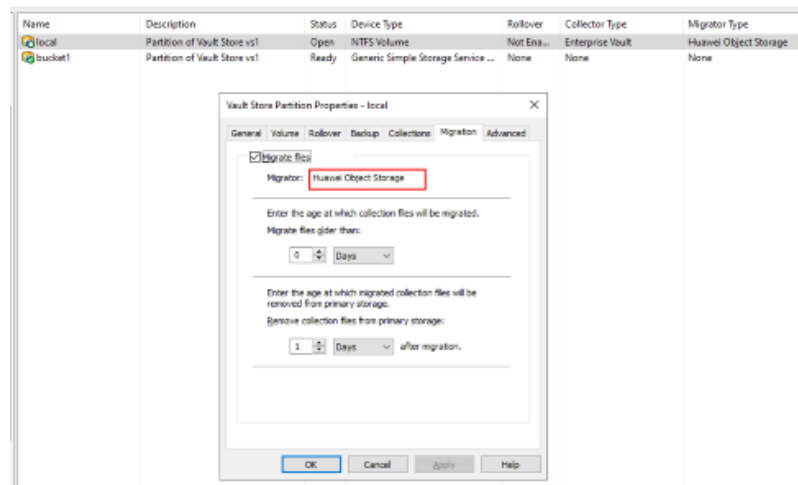 Name Description Status Device Type Rollover Collector Type Migrator Type
local Partition of Vault Store vs1 Open NTFS Volume Not Ena... Enterprise Vault Huawei Object Storage
bucket1 Partition of Vault Store vs1 Ready Generic Simple Storage Service ... None None None
Vault Store Partition Properties - local
General Volume Rollover Backup Collections Migration Advanced
Migrate files
Migrator: Huawei Object Storage
Enter the age at which collection files will be migrated.
Migrate files older than:
0 Days
Enter the age at which migrated collection files will be
removed from primary storage.
Remove collection files from primary storage:
1 Days after migration.
OK Cancel Apply Help